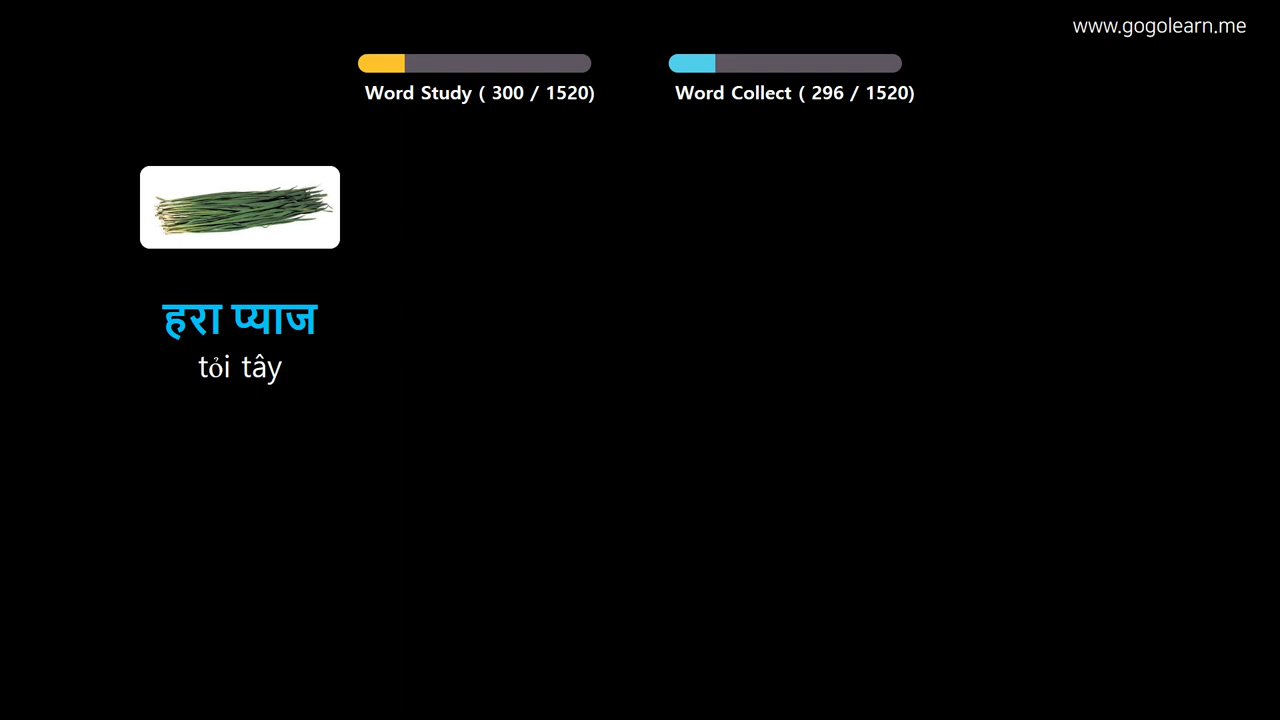 www.gogolearn.me
Word Study ( 300 / 1520)
Word Collect ( 296 / 1520)
हरा प्याज
tỏi tây